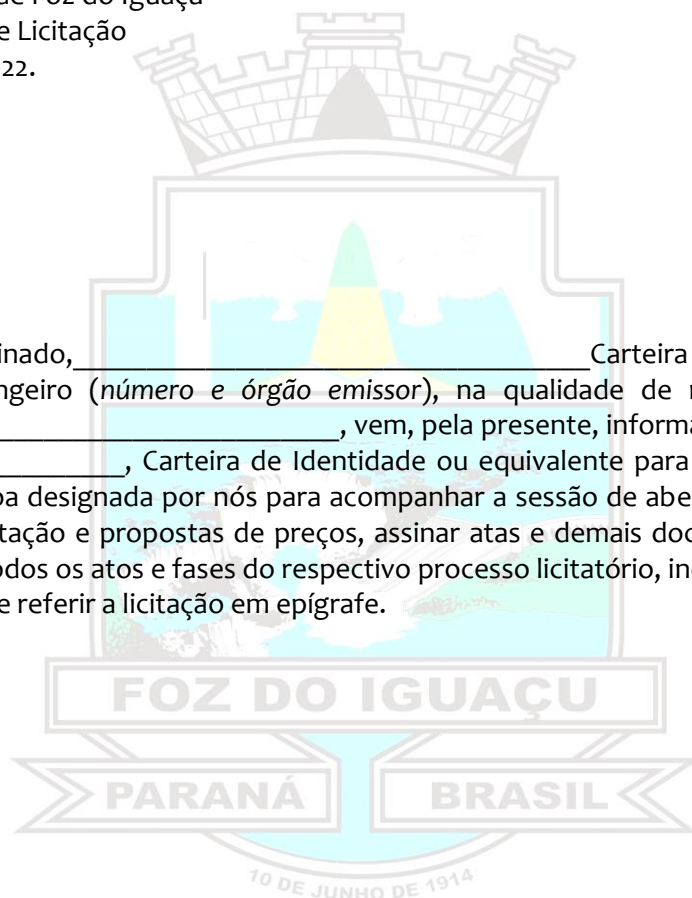 de Foz do Iguaçu
e Licitação
22.
inado,___________________________________Carteira
ngeiro (número e órgão emissor), na qualidade de
_______________________, vem, pela presente, informa
_________, Carteira de Identidade ou equivalente para
oa designada por nós para acompanhar a sessão de abe
tação e propostas de preços, assinar atas e demais doc
odos os atos e fases do respectivo processo licitatório, in
e referir a licitação em epígrafe.
FOZ DO IGUAÇU
PARANÁ BRASIL
10 DE JUNHO DE 1914